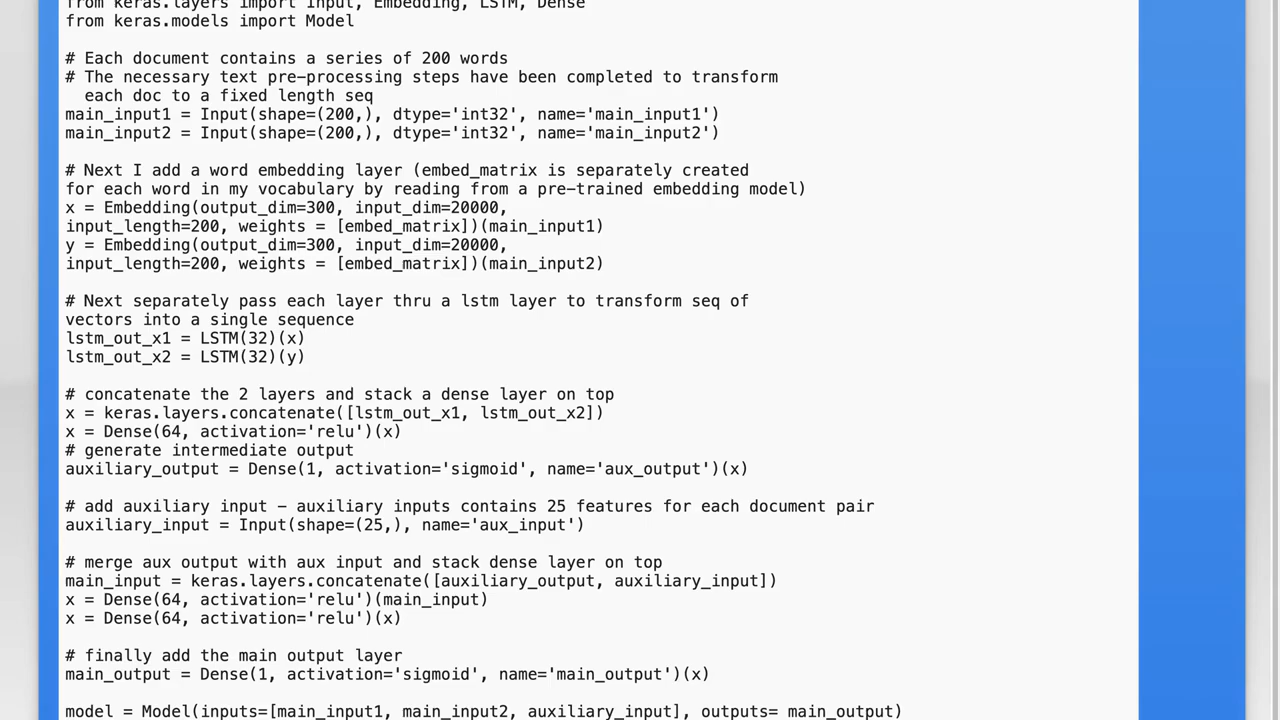 from keras.layers import Input, Embedding, LSTM, Dense
from keras.models import Model
# Each document contains a series of 200 words
# The necessary text pre-processing steps have been completed to transform
each doc to a fixed length seq
main_input1 = Input(shape=(200,), dtype='int32', name='main_input1')
main_input2 = Input(shape=(200,), dtype='int32', name='main_input2')
# Next I add a word embedding layer (embed_matrix is separately created
for each word in my vocabulary by reading from a pre-trained embedding model)
x = Embedding(output_dim=300, input_dim=20000,
input_length=200, weights = [embed_matrix])(main_input1)
y = Embedding(output_dim=300, input_dim=20000,
input_length=200, weights = [embed_matrix])(main_input2)
# Next separately pass each layer thru a lstm layer to transform seq of
vectors into a single sequence
lstm_out_x1 = LSTM(32)(x)
lstm_out_x2 = LSTM(32)(y)
# concatenate the 2 layers and stack a dense layer on top
x = keras.layers.concatenate([lstm_out_x1, lstm_out_x2])
x = Dense(64, activation='relu')(x)
# generate intermediate output
auxiliary_output = Dense(1, activation='sigmoid', name='aux_output')(x)
# add auxiliary input - auxiliary inputs contains 25 features for each document pair
auxiliary_input = Input(shape=(25,), name='aux_input')
# merge aux output with aux input and stack dense layer on top
main_input = keras.layers.concatenate([auxiliary_output, auxiliary_input])
x = Dense(64, activation='relu')(main_input)
x = Dense(64, activation='relu')(x)
# finally add the main output layer
main_output = Dense(1, activation='sigmoid', name='main_output')(x)
model = Model(inputs=[main_input1, main_input2, auxiliary_input], outputs= main_output)